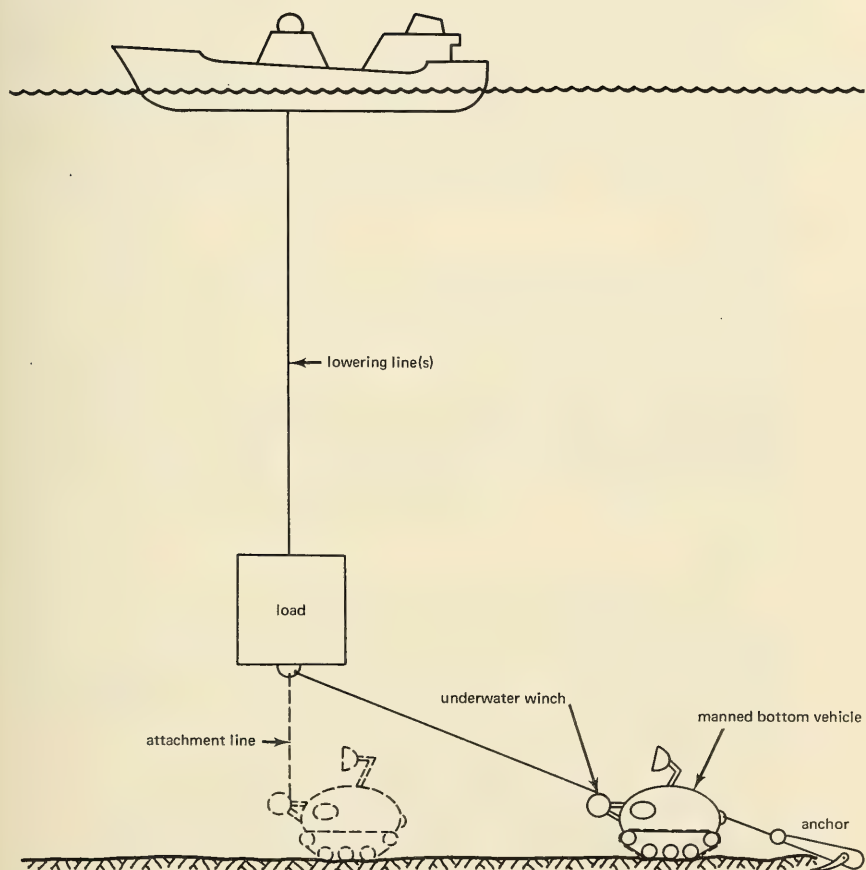 lowering line(s)
load
underwater winch
manned bottom vehicle
attachment line
anchor